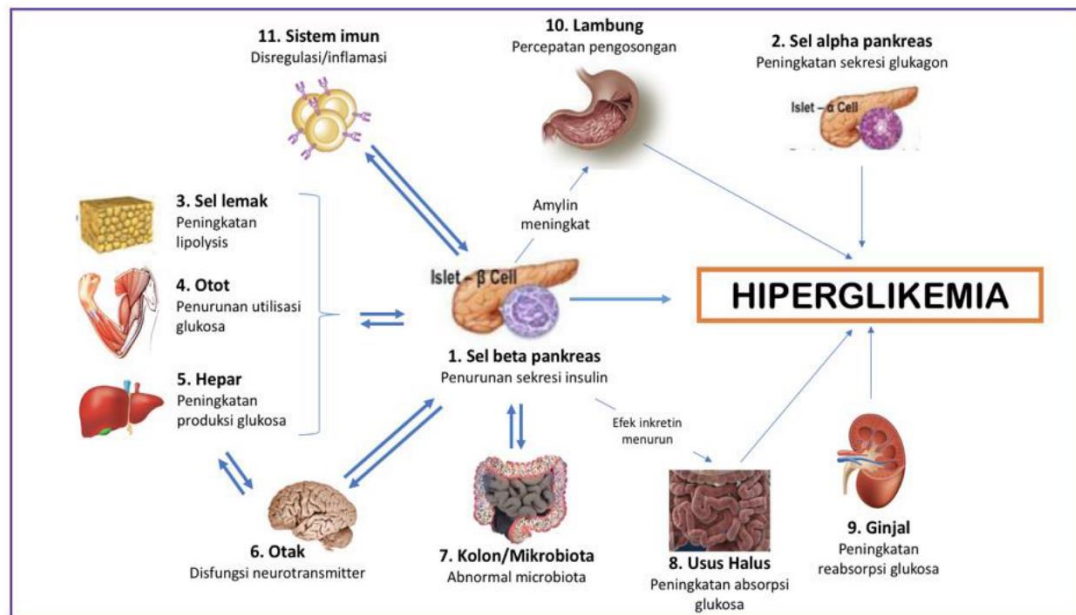 11. Sistem imun
Disregulasi/inflamasi
10. Lambung
Percepatan pengosongan
2. Sel alpha pankreas
Peningkatan sekresi glukagon
Islet – α Cell
3. Sel lemak
Peningkatan
lipolysis
4. Otot
Penurunan utilisasi
glukosa
5. Hepar
Peningkatan
produksi glukosa
Amylin
meningkat
Islet – β Cell
HIPERGLIKEMIA
1. Sel beta pankreas
Penurunan sekresi insulin
Efek inkretin
menurun
6. Otak
Disfungsi neurotransmitter
7. Kolon/Mikrobiota
Abnormal microbiota
8. Usus Halus
Peningkatan absorpsi
glukosa
9. Ginjal
Peningkatan
reabsorpsi glukosa